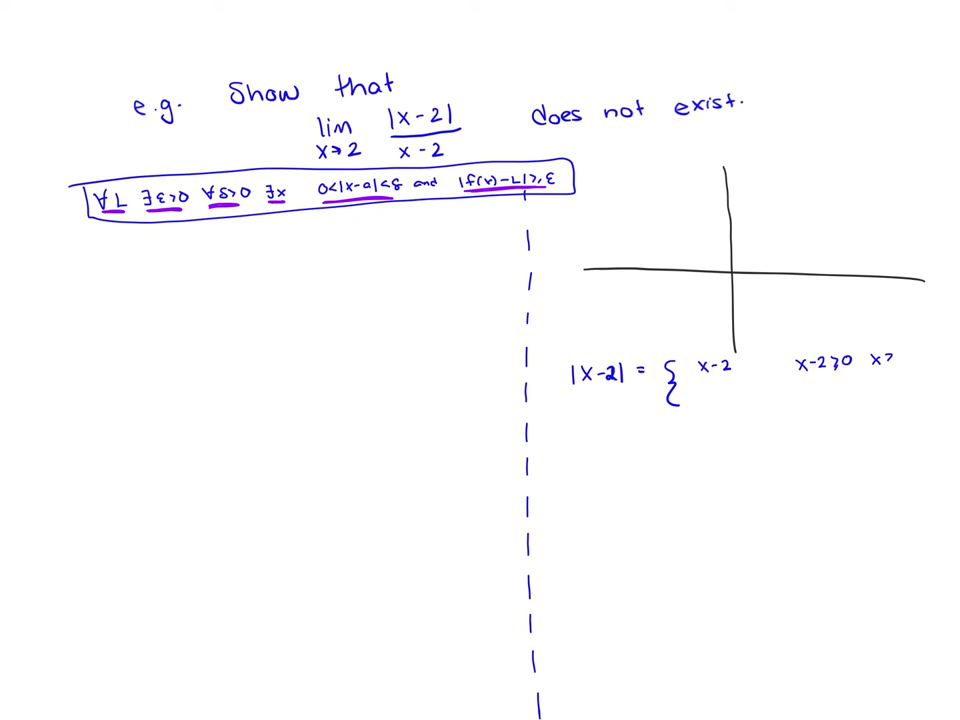 e.g. Show that
lim x→2 |x-2| / x-2 does not exist.
∀L ∃ε>0 ∀δ>0 ∃x 0<|x-a|<δ and |f(x)-L|≥ε
|x-2| = { x-2 x-2≥0 x≥